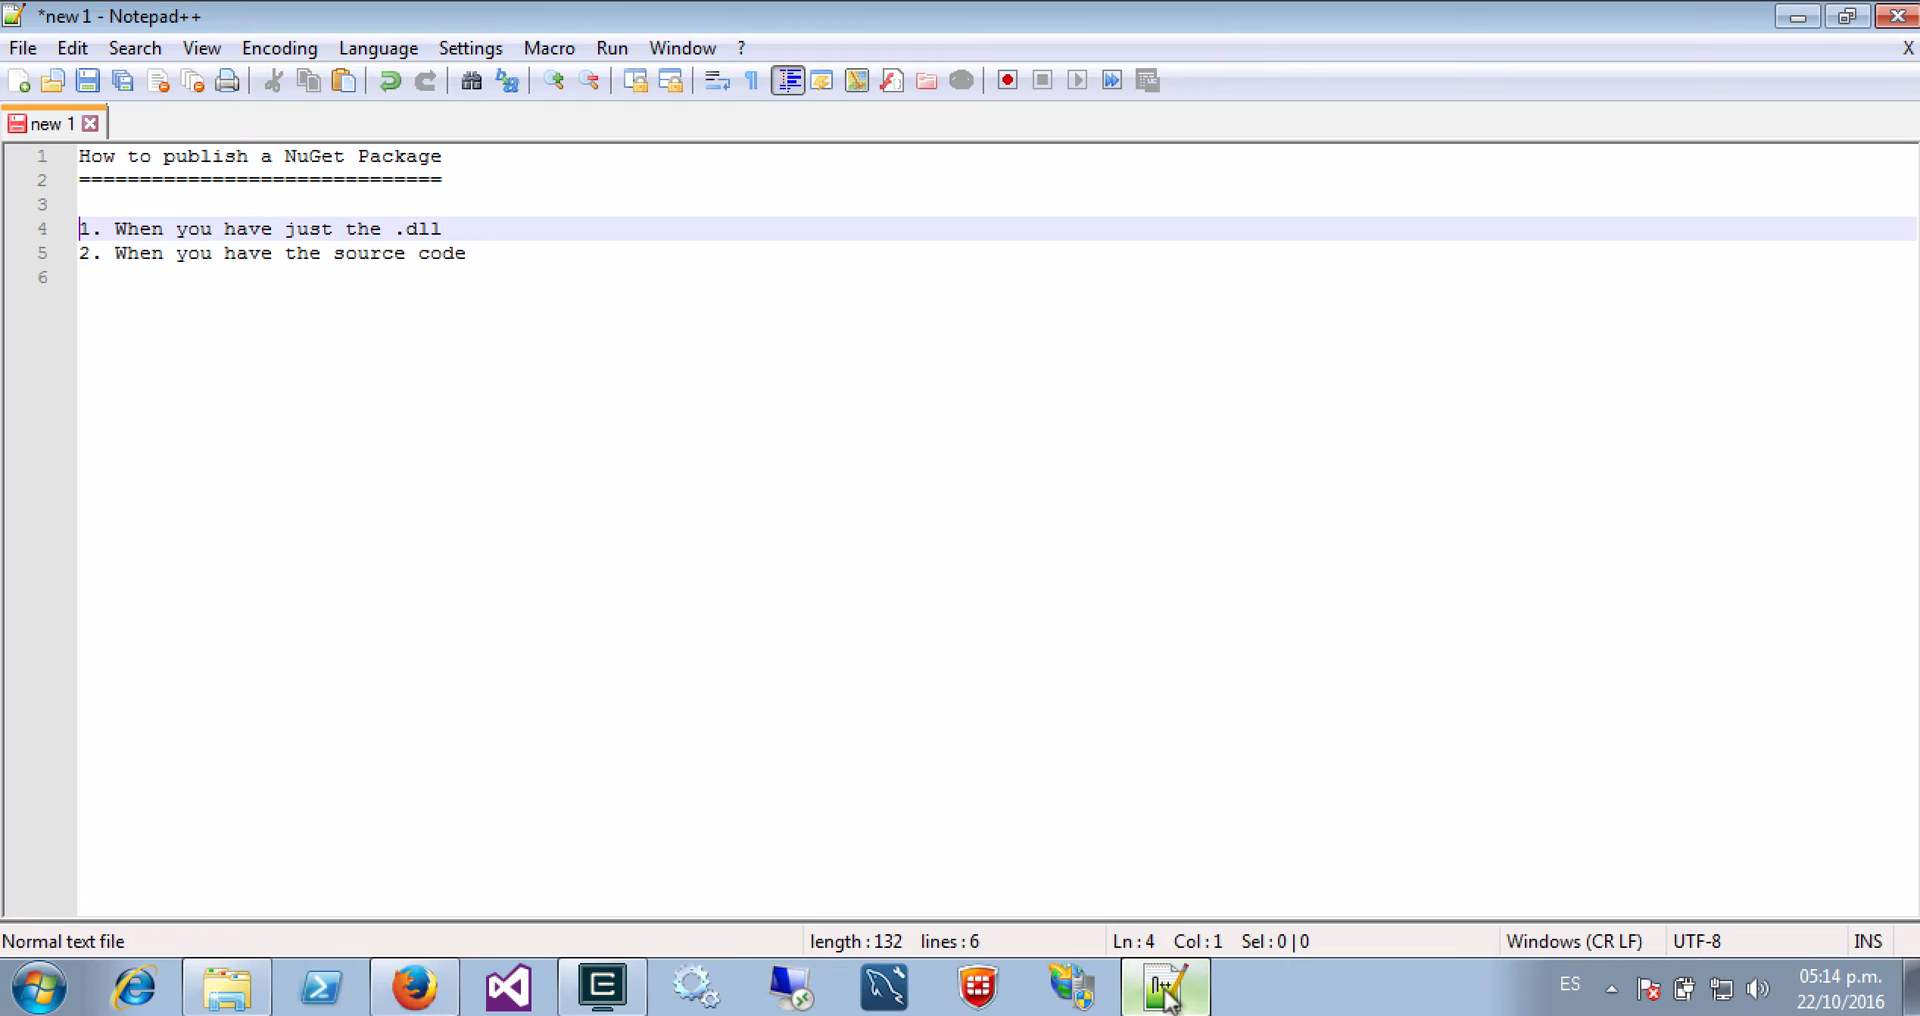 *new 1 - Notepad++
File Edit Search View Encoding Language Settings Macro Run Window ? X
new 1
1 How to publish a NuGet Package
2 ==============================
3
4 1. When you have just the .dll
5 2. When you have the source code
6
Normal text file length : 132 lines : 6 Ln : 4 Col : 1 Sel : 0 | 0 Windows (CR LF) UTF-8 INS
ES 05:14 p.m.
22/10/2016